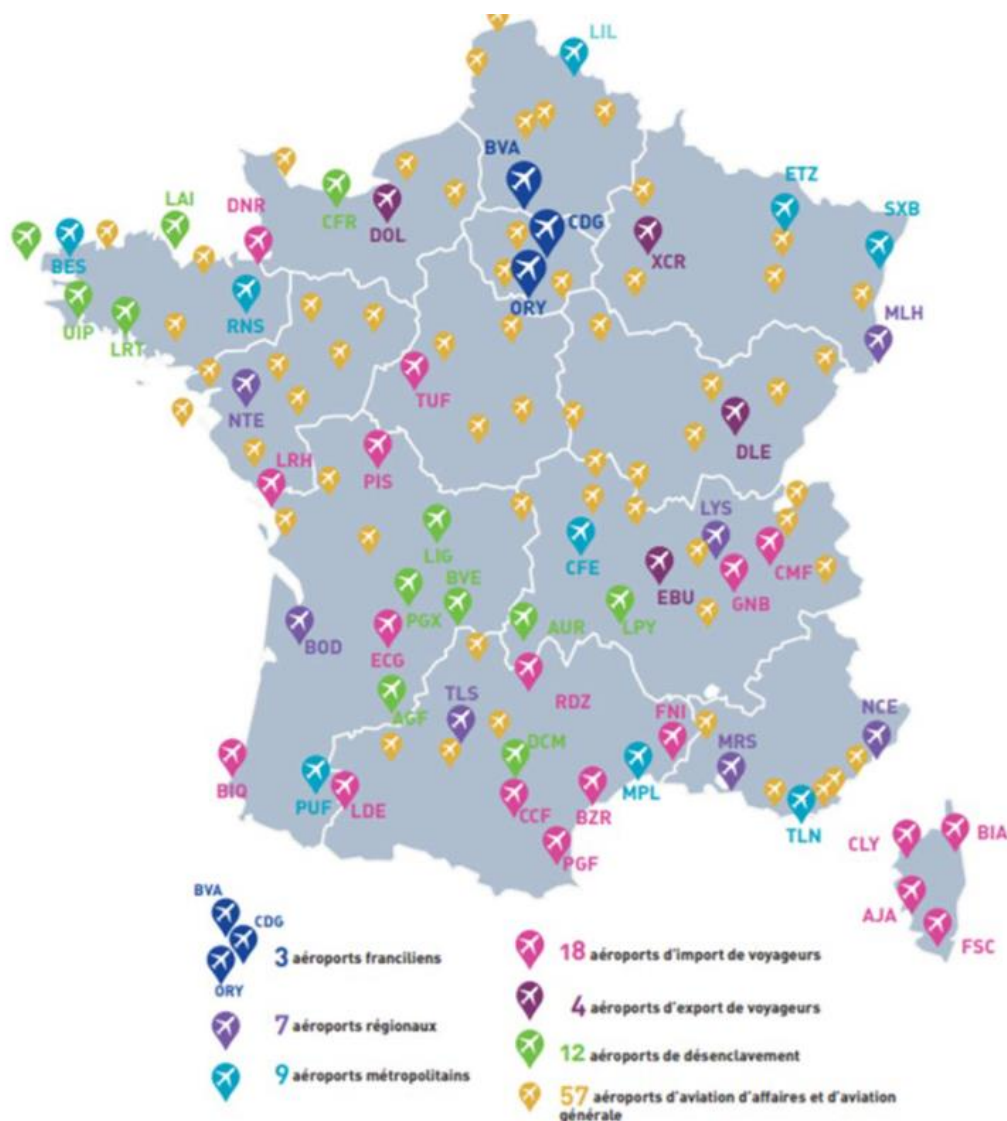 LIL
BVA
ETZ
LAI
DNR
CFR
DOL
CDG
SXB
BES
XCR
ORY
UIP
LRT
RNS
MLH
TUF
NTE
DLE
LRH
PIS
LYS
LIG
CFE
CMF
BVE
EBU
GNB
PGX
AUR
LPY
BOD
ECG
RDZ
TLS
AGF
FNI
NCE
DCM
MRS
BIQ
PUF
LDE
CCF
BZR
MPL
TLN
CLY
BIA
PGF
AJA
FSC
BVA
CDG
ORY
3 aéroports franciliens
7 aéroports régionaux
9 aéroports métropolitains
18 aéroports d'import de voyageurs
4 aéroports d'export de voyageurs
12 aéroports de désenclavement
57 aéroports d'aviation d'affaires et d'aviation
générale